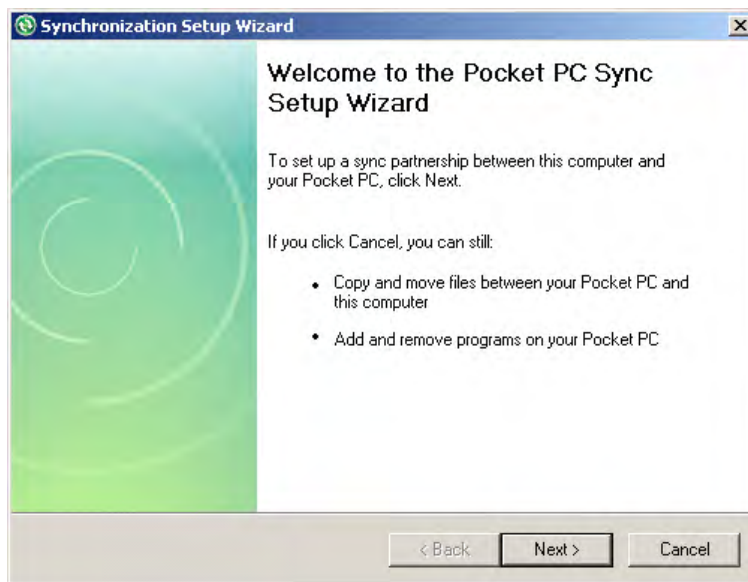 Synchronization Setup Wizard
Welcome to the Pocket PC Sync
Setup Wizard
To set up a sync partnership between this computer and
your Pocket PC, click Next.
If you click Cancel, you can still:
• Copy and move files between your Pocket PC and
this computer
• Add and remove programs on your Pocket PC
< Back
Next >
Cancel